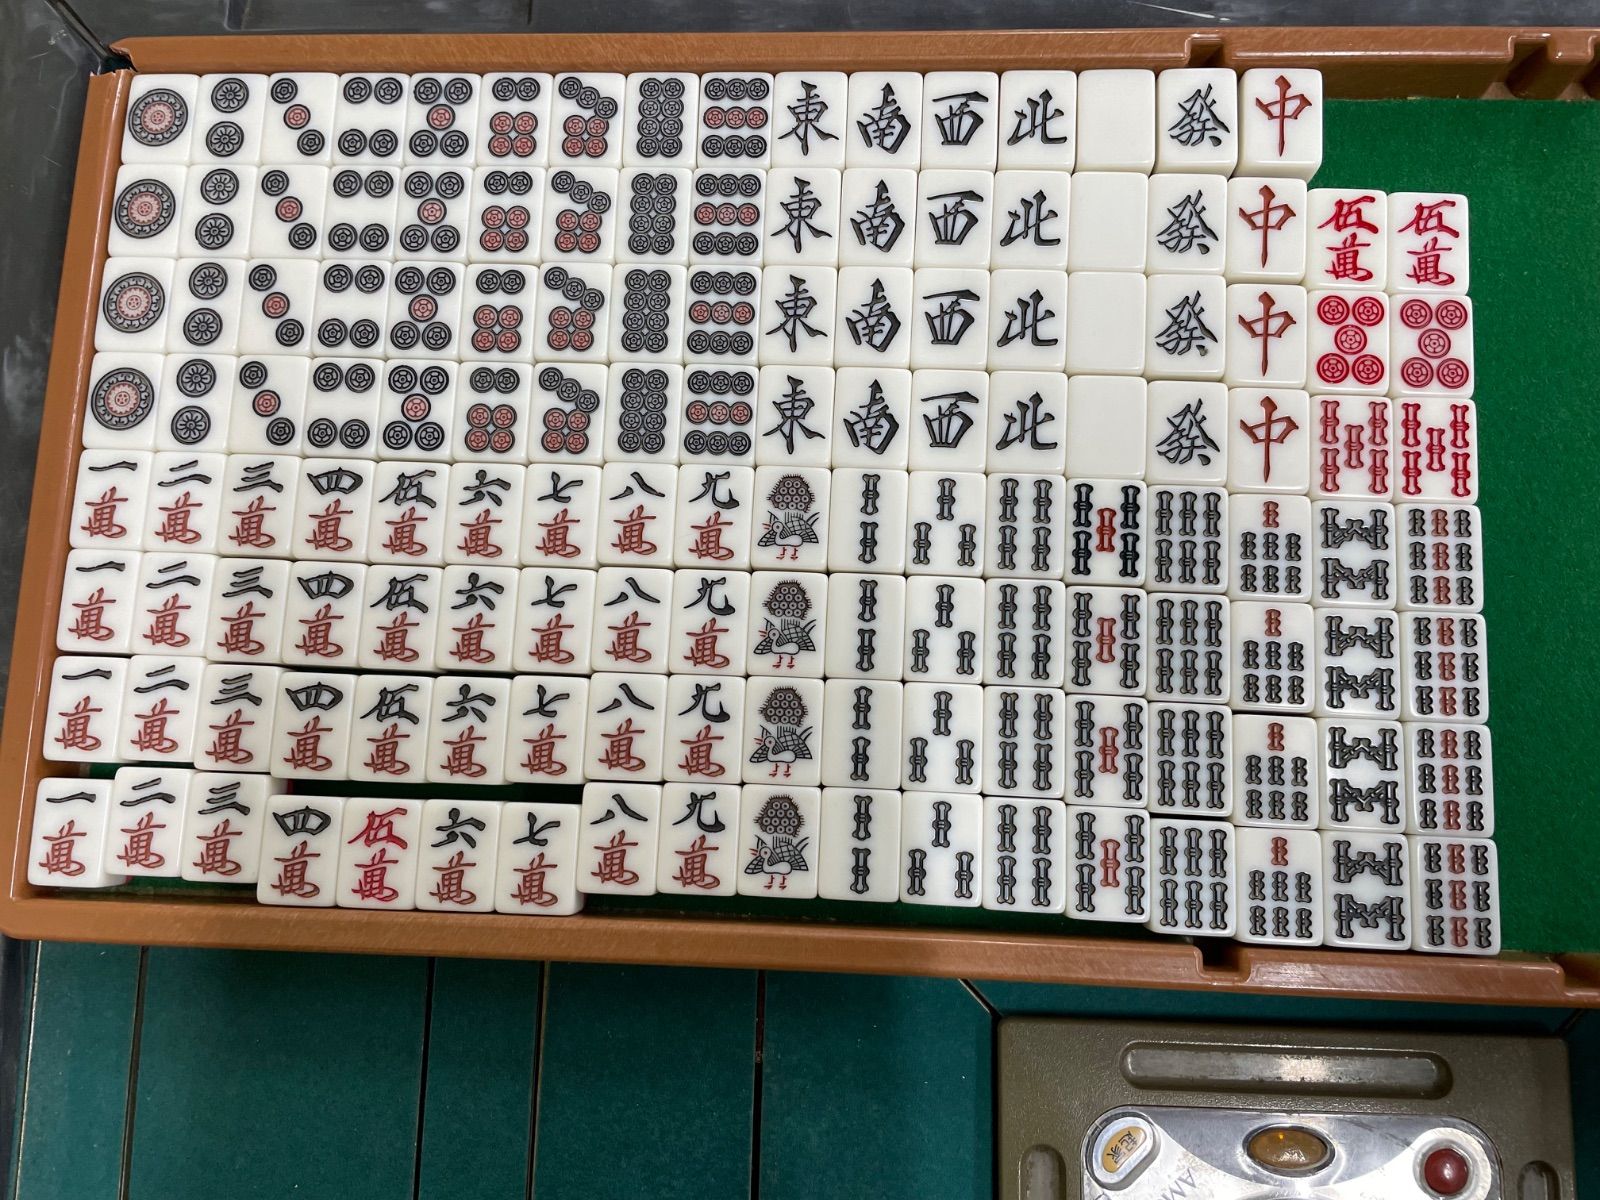 東 南 西 北 發 中
東 南 西 北 發 中 伍萬 伍萬
東 南 西 北 發 中
東 南 西 北 發 中
一萬 二萬 三萬 四萬 伍萬 六萬 七萬 八萬 九萬
一萬 二萬 三萬 四萬 伍萬 六萬 七萬 八萬 九萬
一萬 二萬 三萬 四萬 伍萬 六萬 七萬 八萬 九萬
一萬 二萬 三萬 四萬 伍萬 六萬 七萬 八萬 九萬
起家
AM